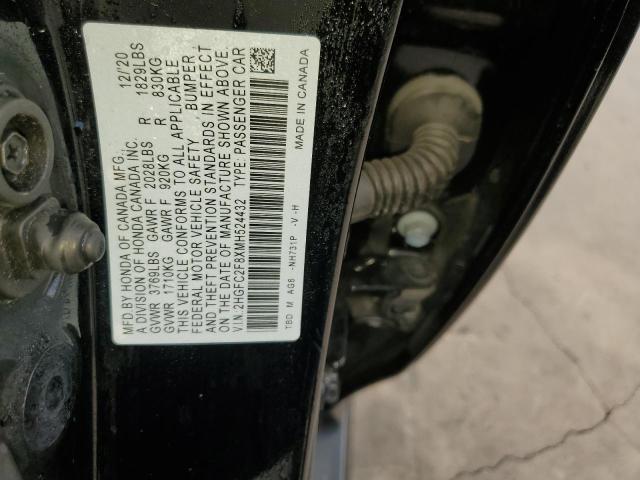 MFD.BY HONDA OF CANADA MFG., 12/20
A DIVISION OF HONDA CANADA INC.
GVWR 3769LBS GAWR F 2028LBS R 1829LBS
GVWR 1710KG GAWR F 920KG R 830KG
THIS VEHICLE CONFORMS TO ALL APPLICABLE
FEDERAL MOTOR VEHICLE SAFETY, BUMPER,
AND THEFT PREVENTION STANDARDS IN EFFECT
ON THE DATE OF MANUFACTURE SHOWN ABOVE.
V.I.N. 2HGFC2F8XMH524432 TYPE: PASSENGER CAR
TBD M AG6 -NH731P -V -H MADE IN CANADA